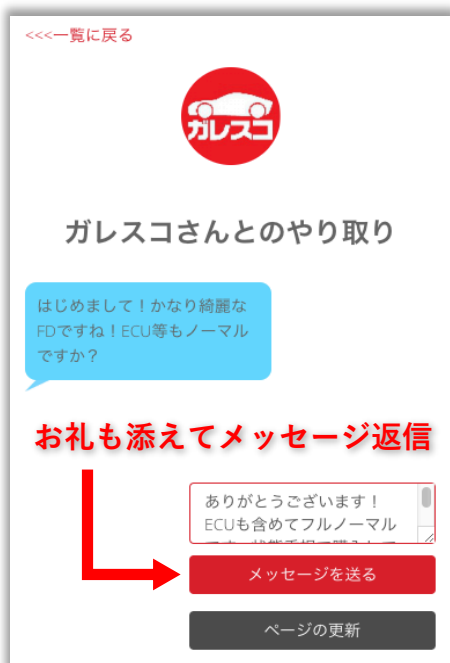 <<<一覧に戻る
ガレスコ
ガレスコさんとのやり取り
はじめまして！かなり綺麗な
FDですね！ECU等もノーマル
ですか？
お礼も添えてメッセージ返信
ありがとうございます！
ECUも含めてフルノーマル
メッセージを送る
ページの更新